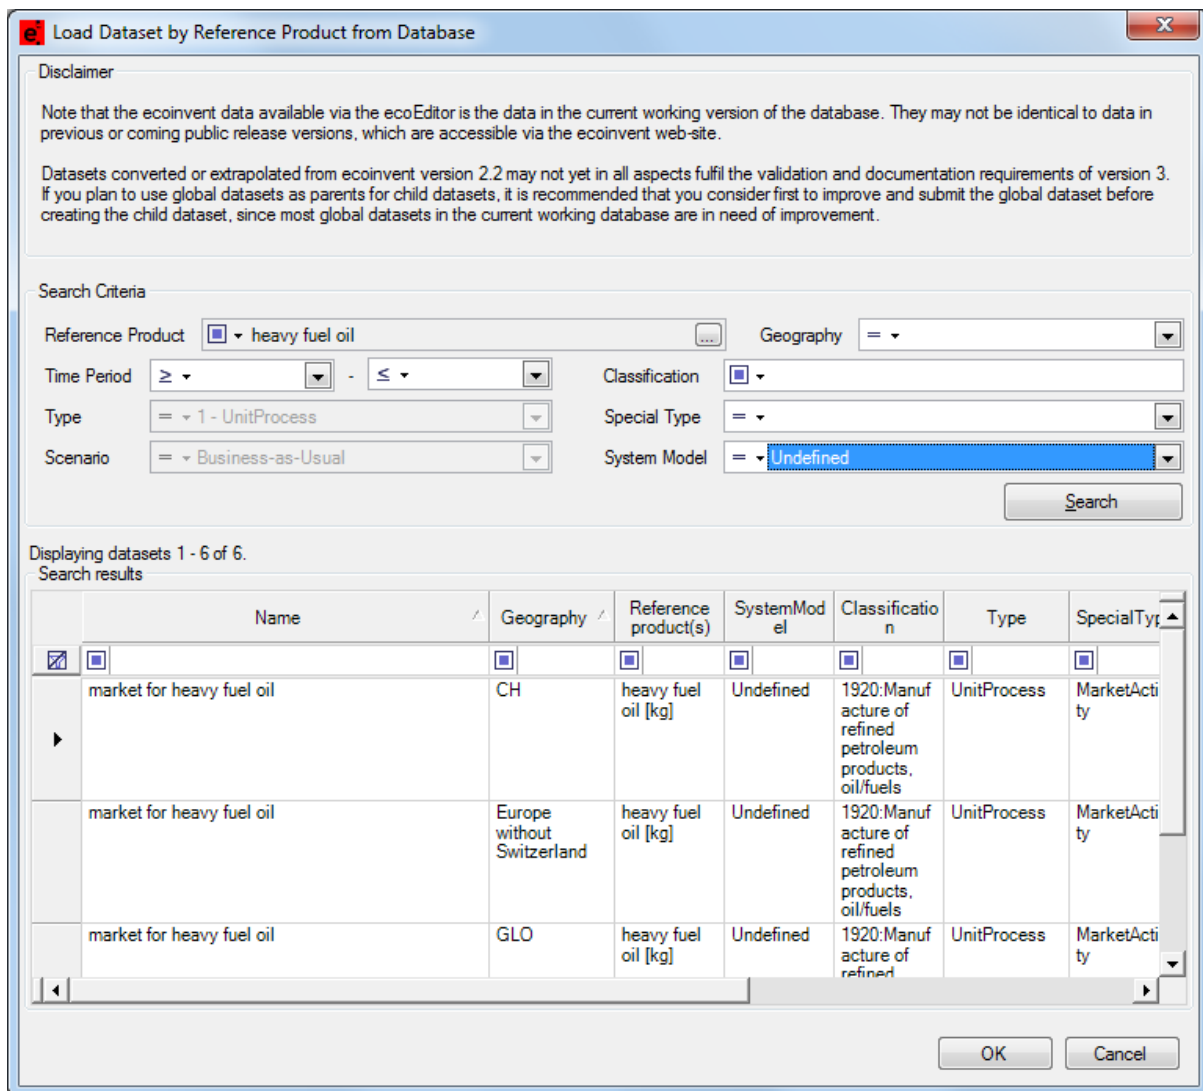 Load Dataset by Reference Product from Database
Disclaimer
Note that the ecoinvent data available via the ecoEditor is the data in the current working version of the database. They may not be identical to data in
previous or coming public release versions, which are accessible via the ecoinvent web-site.
Datasets converted or extrapolated from ecoinvent version 2.2 may not yet in all aspects fulfil the validation and documentation requirements of version 3.
If you plan to use global datasets as parents for child datasets, it is recommended that you consider first to improve and submit the global dataset before
creating the child dataset, since most global datasets in the current working database are in need of improvement.
Search Criteria
Reference Product heavy fuel oil ... Geography =
Time Period ≥ - ≤ Classification
Type = 1 - UnitProcess Special Type =
Scenario = Business-as-Usual System Model = Undefined
Search
Displaying datasets 1 - 6 of 6.
Search results
Name Geography Reference product(s) SystemMod el Classificatio n Type SpecialTyp
market for heavy fuel oil CH heavy fuel Undefined 1920:Manuf UnitProcess MarketActi
oil [kg] acture of ty
refined
petroleum
products,
oil/fuels
market for heavy fuel oil Europe heavy fuel Undefined 1920:Manuf UnitProcess MarketActi
without oil [kg] acture of ty
Switzerland refined
petroleum
products,
oil/fuels
market for heavy fuel oil GLO heavy fuel Undefined 1920:Manuf UnitProcess MarketActi
oil [kg] acture of ty
refined
OK Cancel